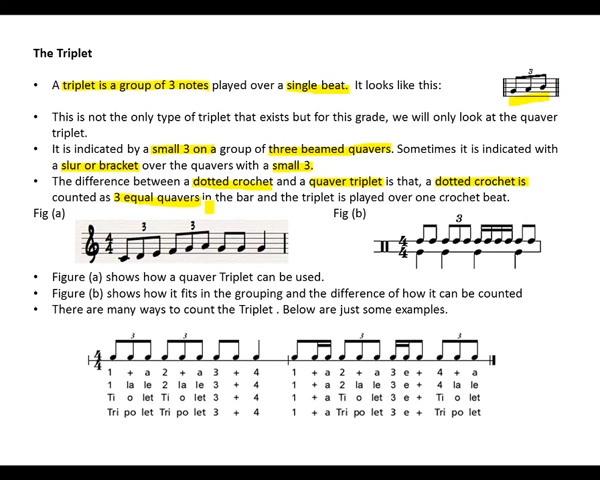 The Triplet
• A triplet is a group of 3 notes played over a single beat. It looks like this:
3
• This is not the only type of triplet that exists but for this grade, we will only look at the quaver
triplet.
• It is indicated by a small 3 on a group of three beamed quavers. Sometimes it is indicated with
a slur or bracket over the quavers with a small 3.
• The difference between a dotted crochet and a quaver triplet is that, a dotted crochet is
counted as 3 equal quavers in the bar and the triplet is played over one crochet beat.
Fig (a) Fig (b)
3 3 3
4 4
4 4
• Figure (a) shows how a quaver Triplet can be used.
• Figure (b) shows how it fits in the grouping and the difference of how it can be counted
• There are many ways to count the Triplet . Below are just some examples.
3 3 3 3
4
4
1 + a 2 + a 3 + 4 1 + a 2 + a 3 e + 4 + a
1 la le 2 la le 3 + 4 1 + a 2 la le 3 e + 4 la le
Ti o let Ti o let 3 + 4 1 + a Ti o let 3 e + Ti o let
Tri po let Tri po let 3 + 4 1 + a Tri po let 3 e + Tri po let